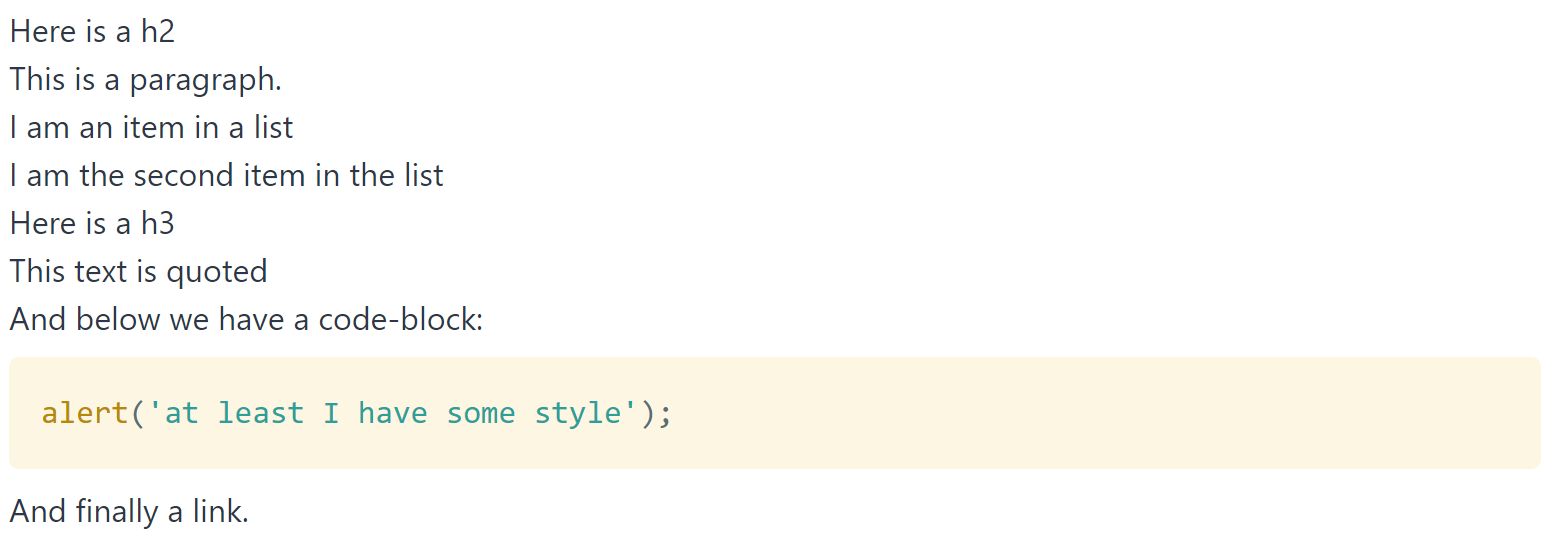 Here is a h2
This is a paragraph.
I am an item in a list
I am the second item in the list
Here is a h3
This text is quoted
And below we have a code-block:
alert('at least I have some style');
And finally a link.